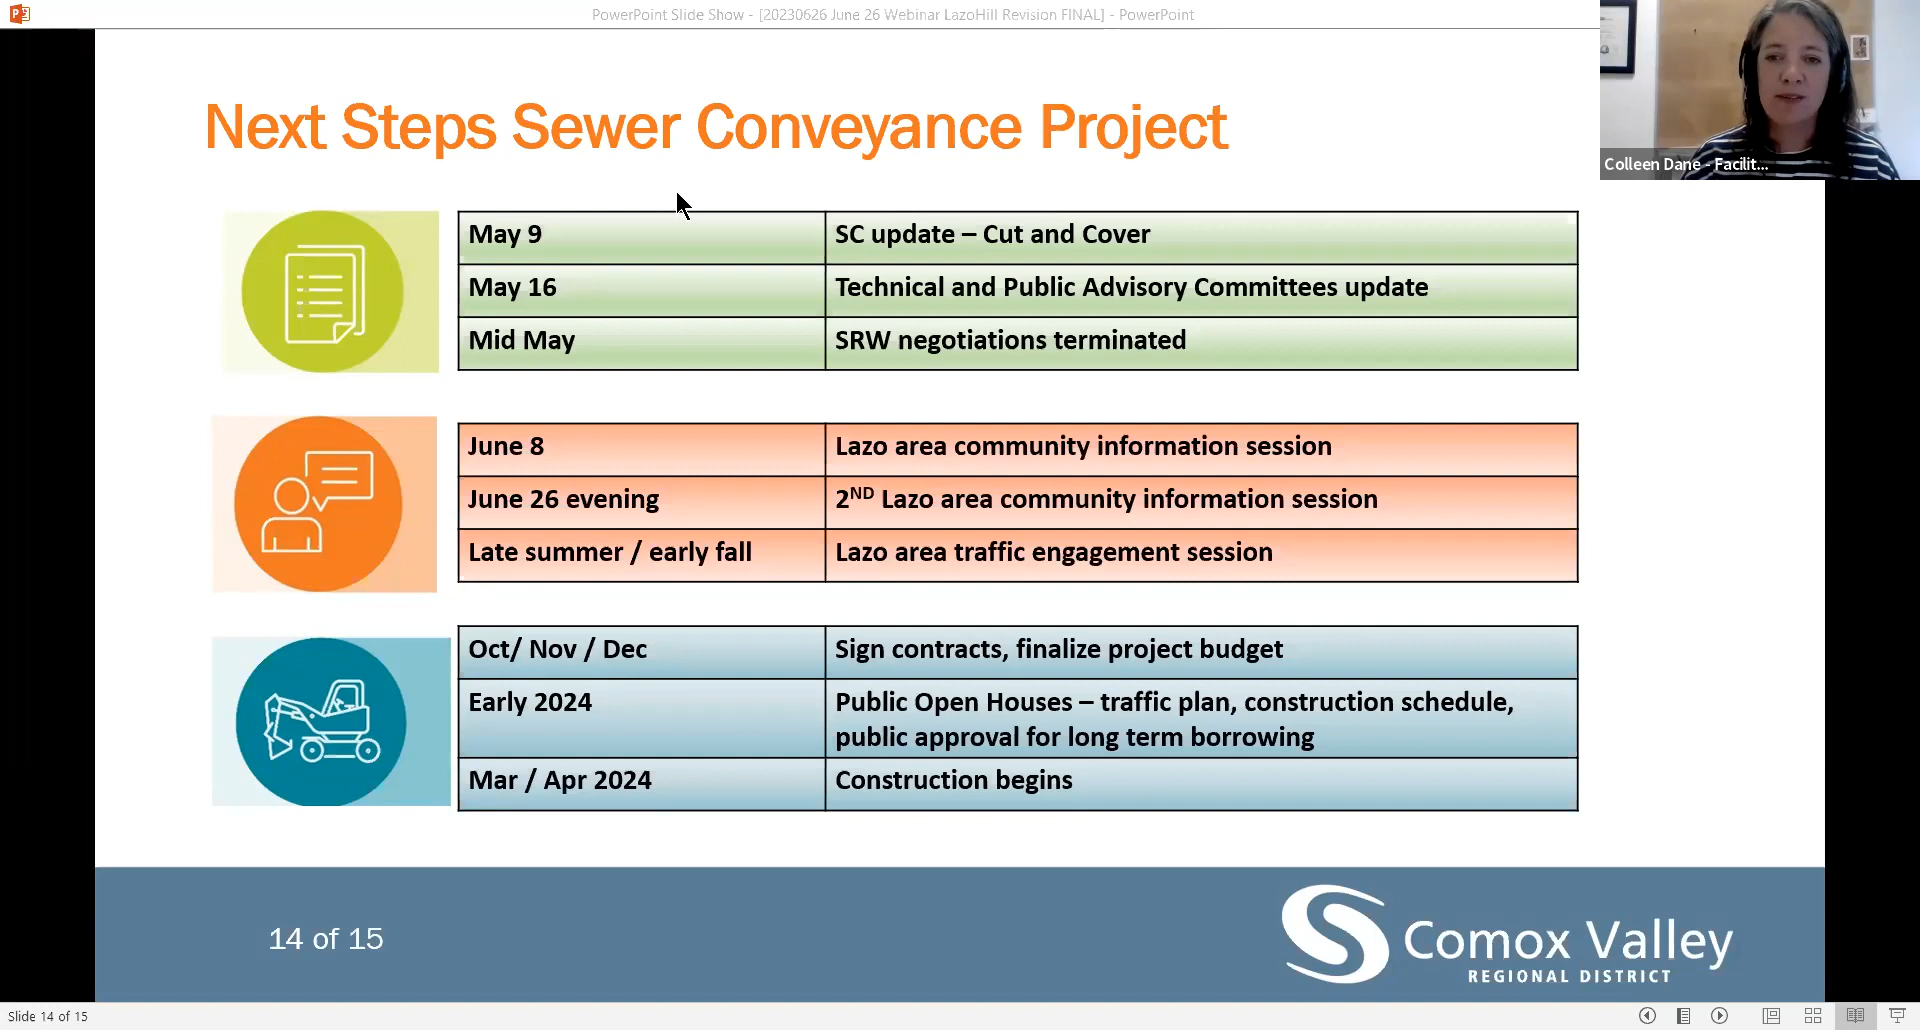 PowerPoint Slide Show - [20230626 June 26 Webinar LazoHill Revision FINAL] - PowerPoint
Next Steps Sewer Conveyance Project
Colleen Dane - Facilit...
May 9 SC update – Cut and Cover
May 16 Technical and Public Advisory Committees update
Mid May SRW negotiations terminated
June 8 Lazo area community information session
June 26 evening 2ND Lazo area community information session
Late summer / early fall Lazo area traffic engagement session
Oct/ Nov / Dec Sign contracts, finalize project budget
Early 2024 Public Open Houses – traffic plan, construction schedule,
public approval for long term borrowing
Mar / Apr 2024 Construction begins
14 of 15
Comox Valley
REGIONAL DISTRICT
Slide 14 of 15